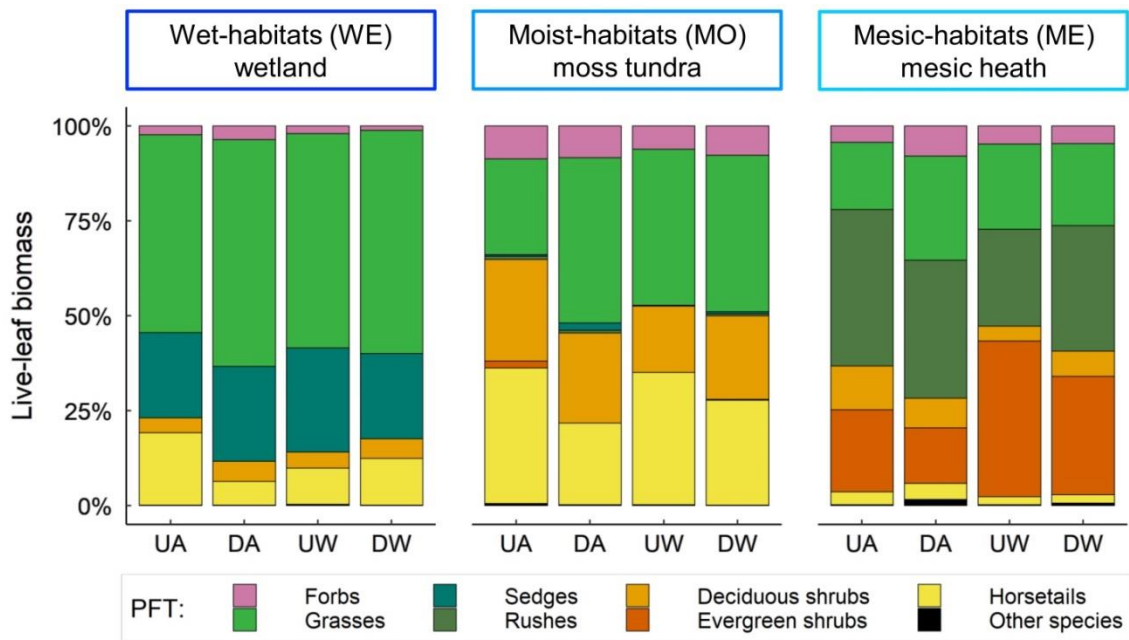 Wet-habitats (WE)
wetland
Moist-habitats (MO)
moss tundra
Mesic-habitats (ME)
mesic heath
Live-leaf biomass
100%
75%
50%
25%
0%
UA DA UW DW
UA DA UW DW
UA DA UW DW
PFT:
Forbs Sedges Deciduous shrubs Horsetails
Grasses Rushes Evergreen shrubs Other species